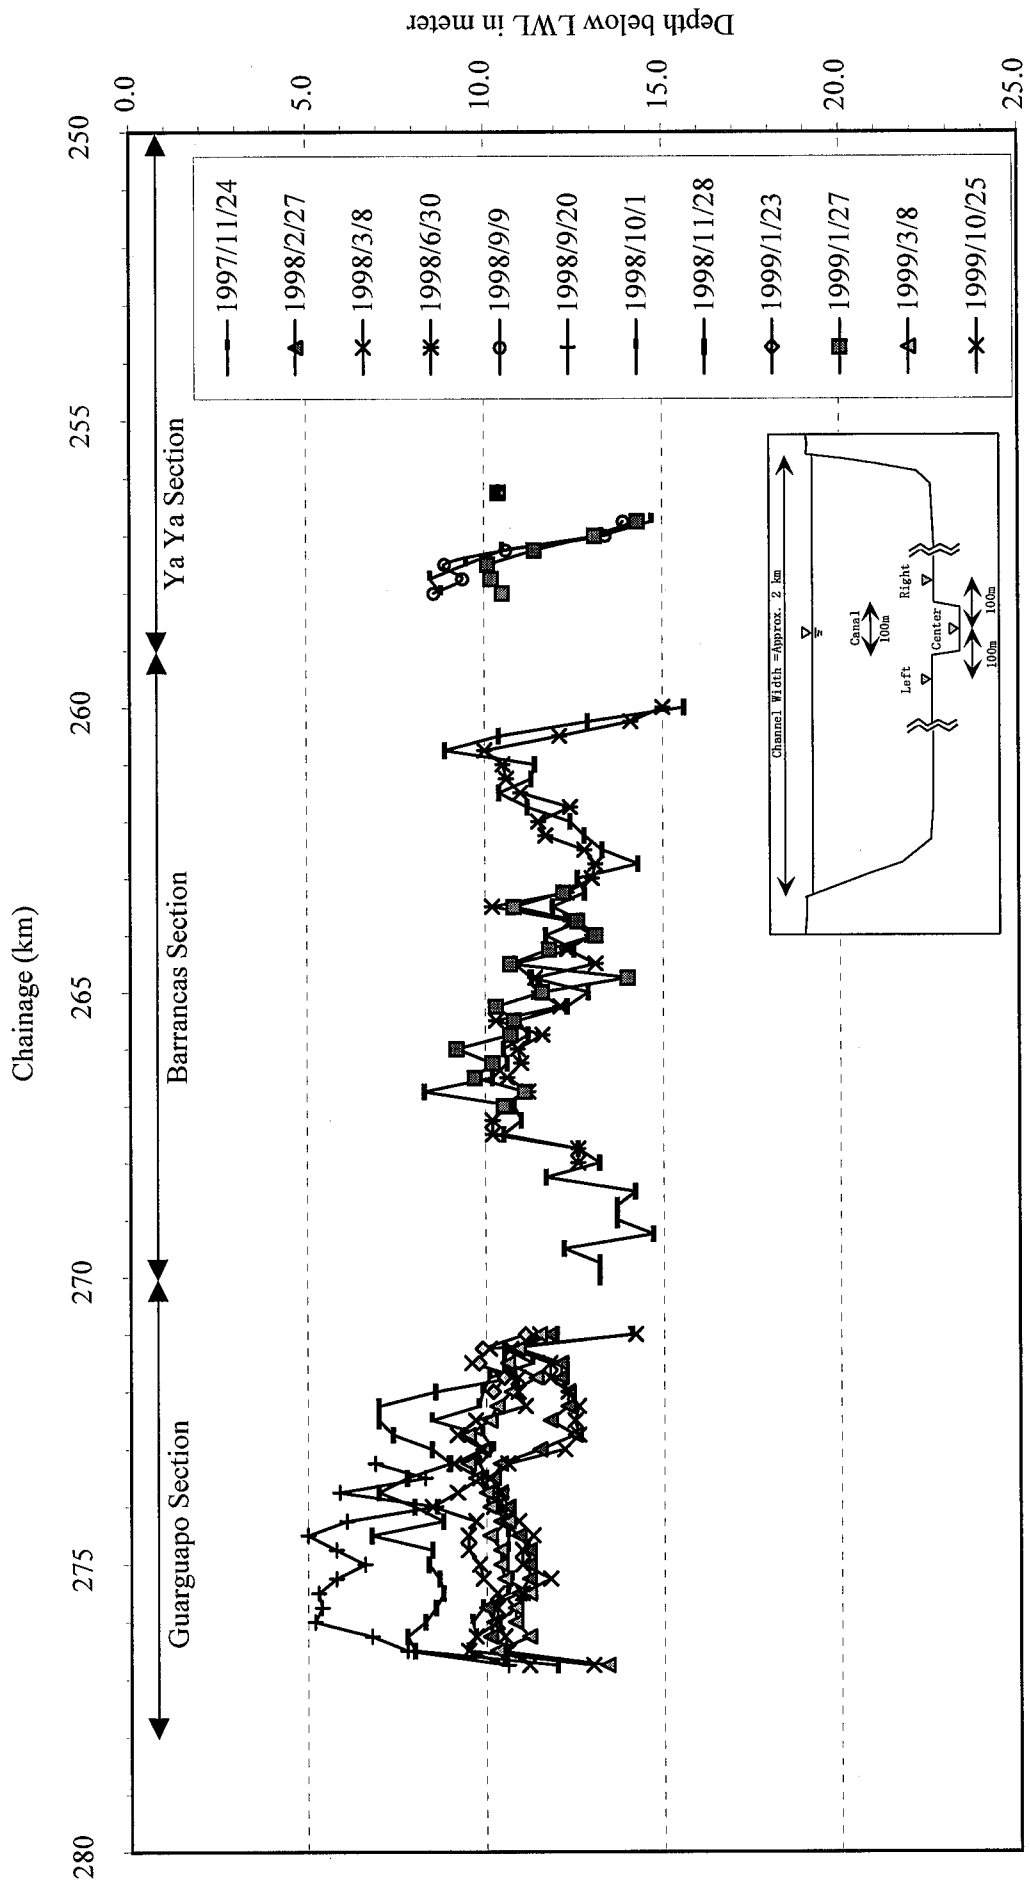 Chainage (km)
280
275
270
265
260
255
250
0.0
5.0
10.0
15.0
20.0
25.0
Depth below LWL in meter
Guarguapo Section
Barrancas Section
Ya Ya Section
1997/11/24
1998/2/27
1998/3/8
1998/6/30
1998/9/9
1998/9/20
1998/10/1
1998/11/28
1999/1/23
1999/1/27
1999/3/8
1999/10/25
Channel Width =Approx. 2 km
Canal
100m
Left
Center
Right
100m
100m